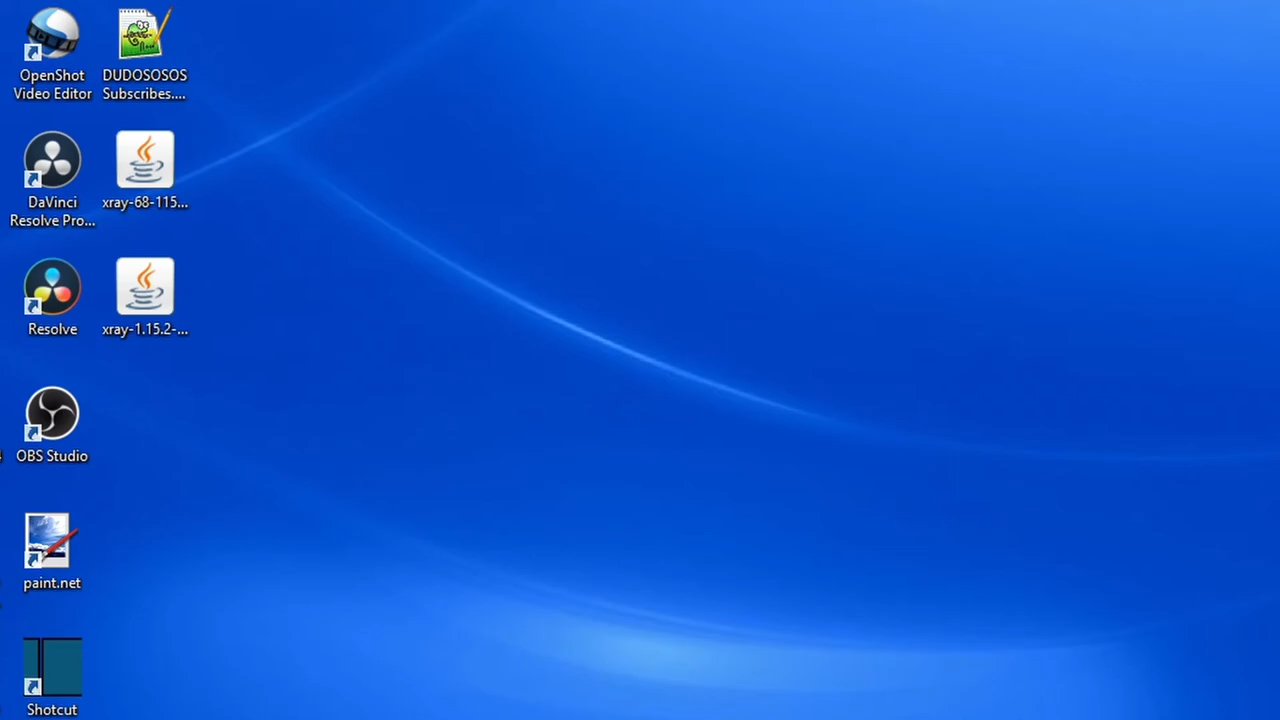 OpenShot
Video Editor
DUDOSOSOS
Subscribes....
DaVinci
Resolve Pro...
xray-68-115...
Resolve
xray-1.15.2-...
OBS Studio
paint.net
Shotcut